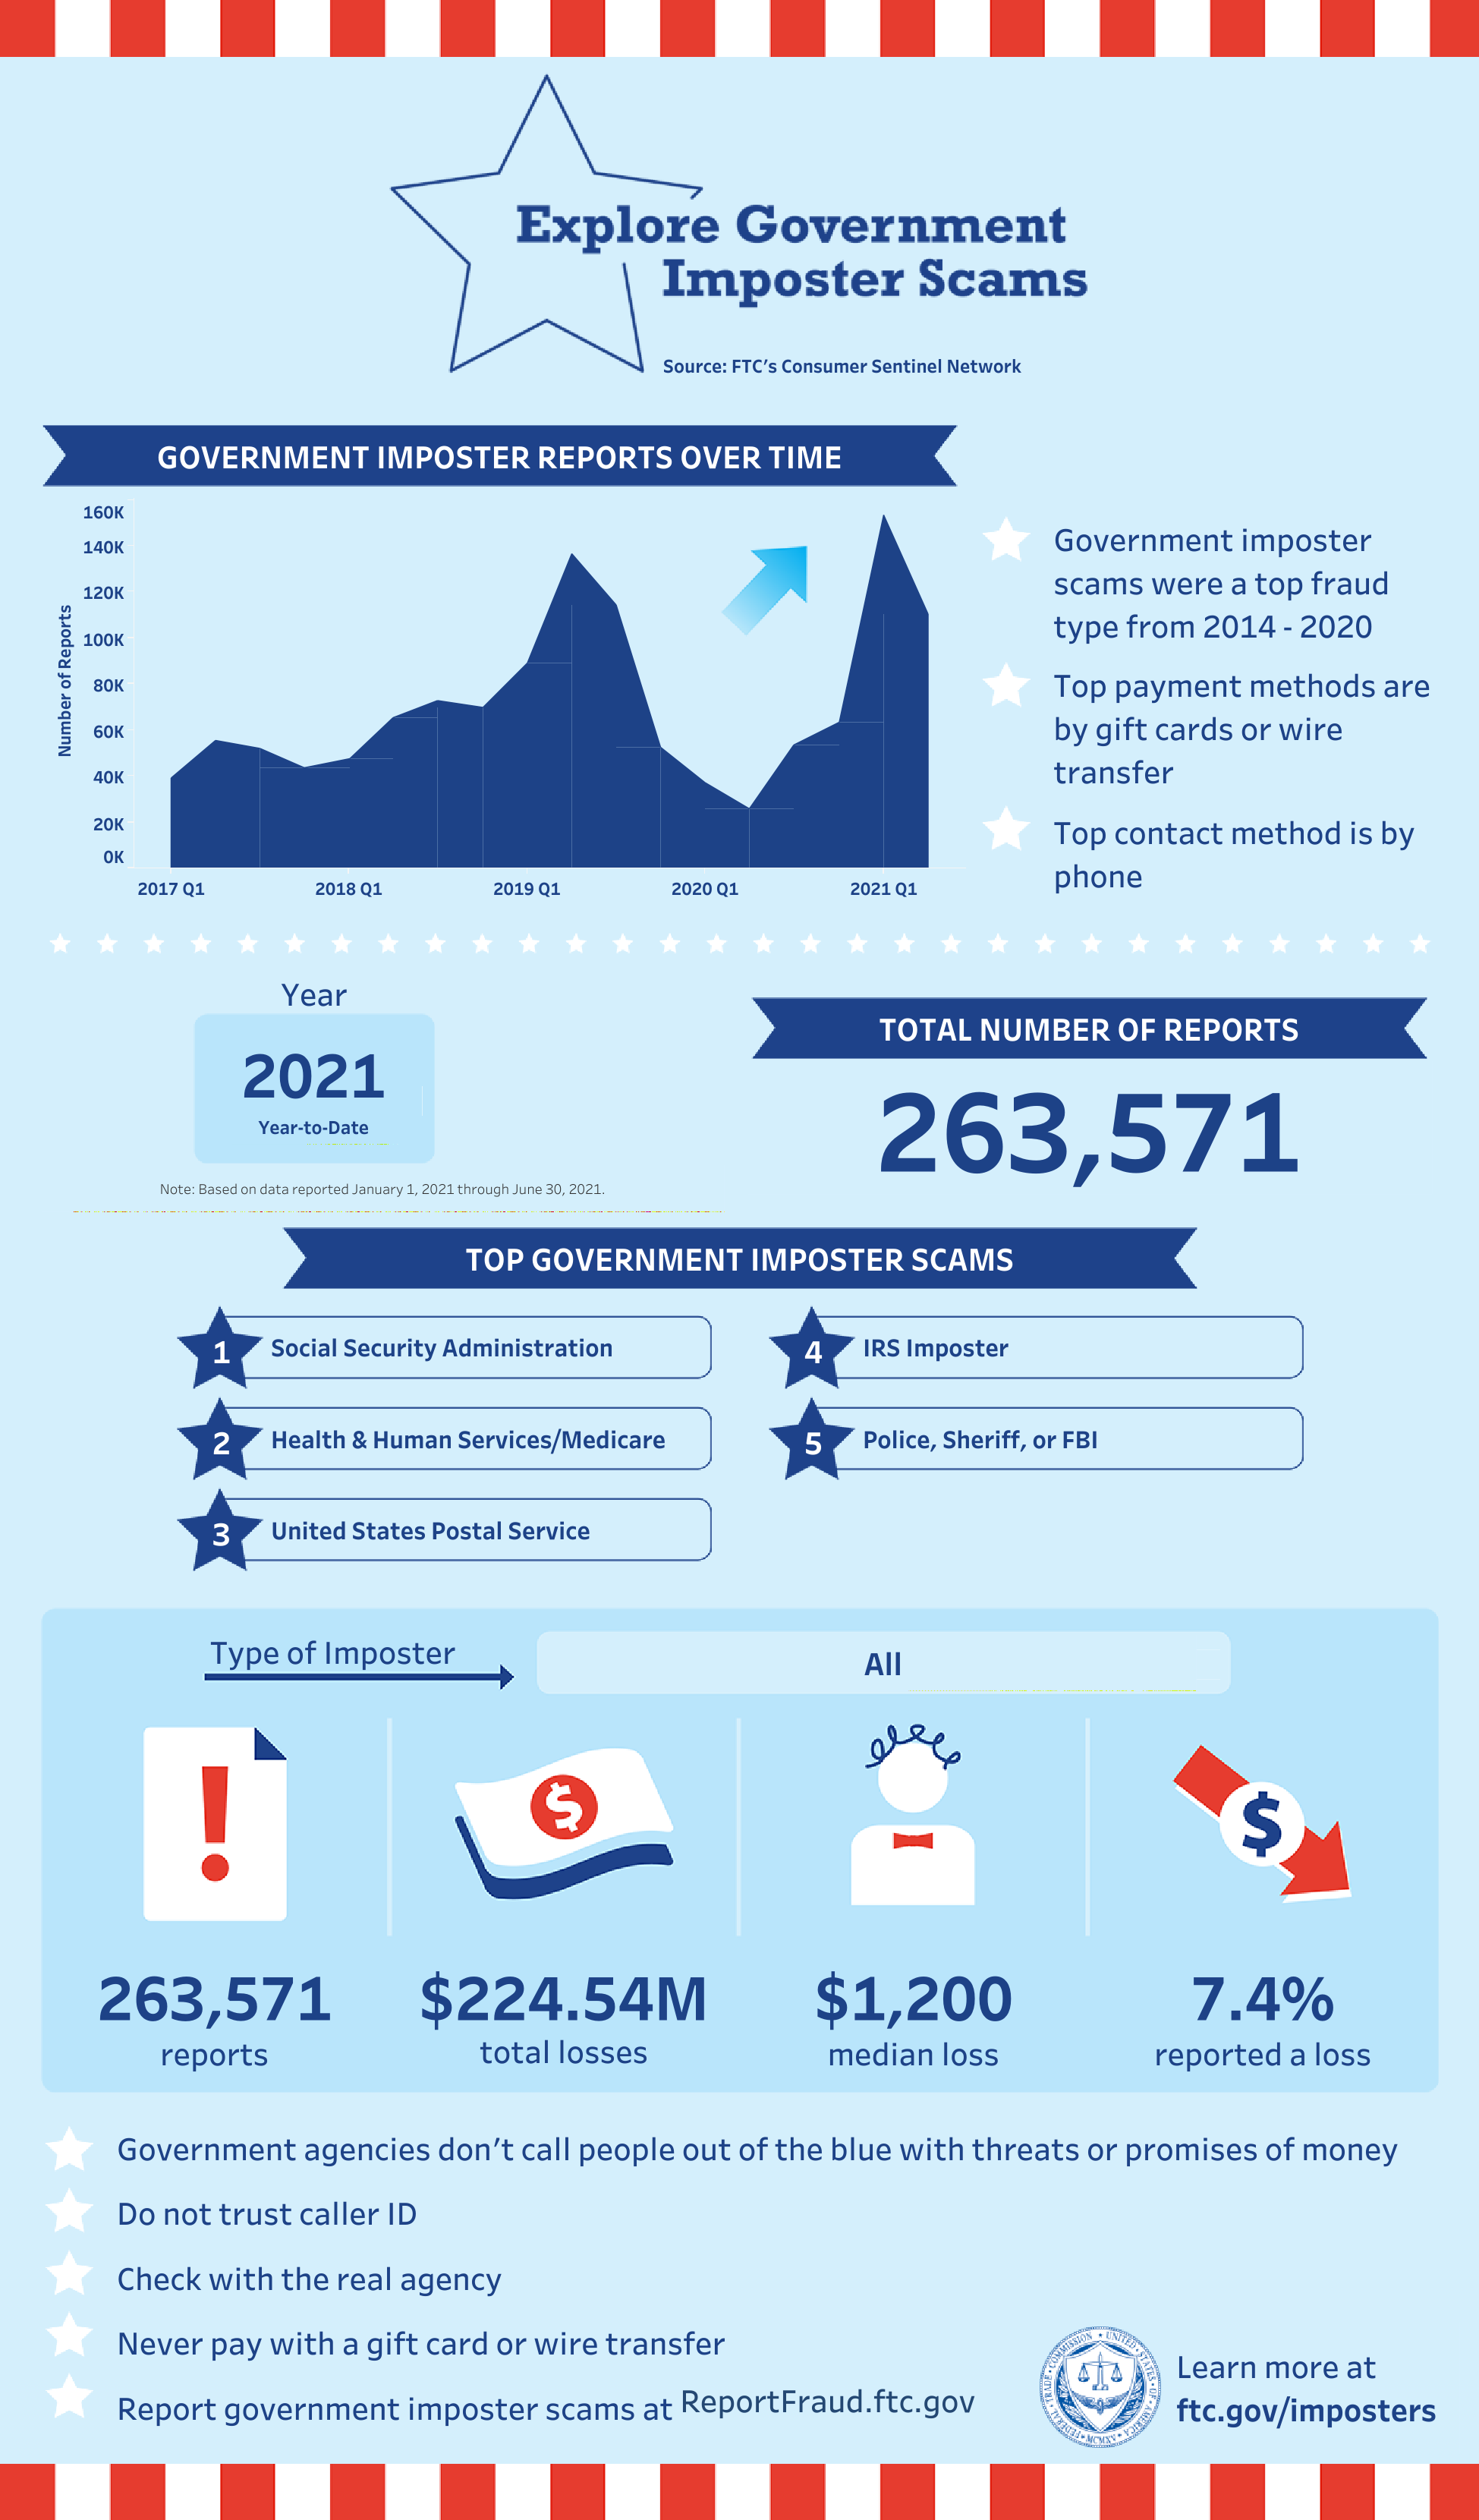 Explore Government
Imposter Scams
Source: FTC's Consumer Sentinel Network
GOVERNMENT IMPOSTER REPORTS OVER TIME
Number of Reports
160K
140K
120K
100K
80K
60K
40K
20K
0K
2017 Q1
2018 Q1
2019 Q1
2020 Q1
2021 Q1
Government imposter
scams were a top fraud
type from 2014 - 2020
Top payment methods are
by gift cards or wire
transfer
Top contact method is by
phone
Year
2021
Year-to-Date
Note: Based on data reported January 1, 2021 through June 30, 2021.
TOTAL NUMBER OF REPORTS
263,571
TOP GOVERNMENT IMPOSTER SCAMS
1 Social Security Administration
2 Health & Human Services/Medicare
3 United States Postal Service
4 IRS Imposter
5 Police, Sheriff, or FBI
Type of Imposter
All
!
$
$
263,571
reports
$224.54M
total losses
$1,200
median loss
7.4%
reported a loss
Government agencies don't call people out of the blue with threats or promises of money
Do not trust caller ID
Check with the real agency
Never pay with a gift card or wire transfer
Report government imposter scams at ReportFraud.ftc.gov
FEDERAL TRADE COMMISSION • UNITED STATES OF AMERICA
MCMXV
Learn more at
ftc.gov/imposters